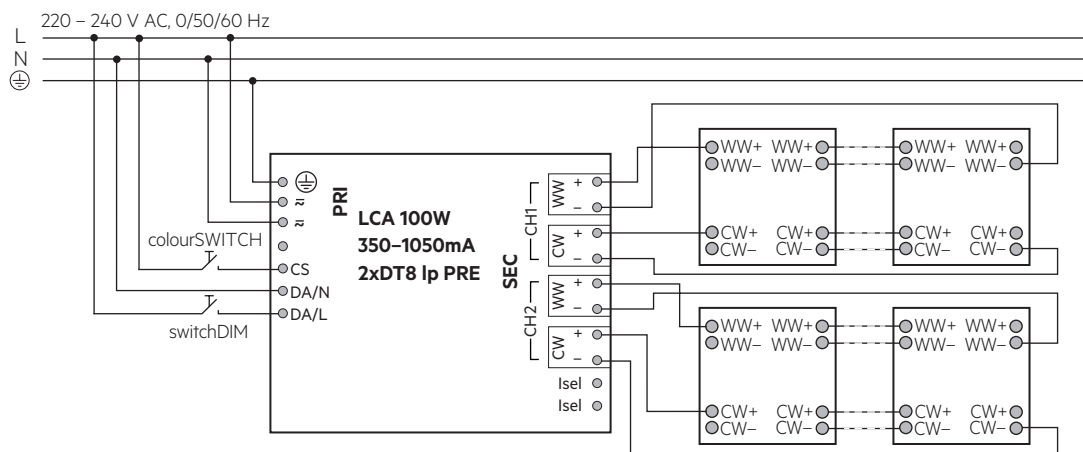 220 – 240 V AC, 0/50/60 Hz
L
N
PRI
LCA 100W
350–1050mA
2xDT8 lp PRE
SEC
colourSWITCH
CS
DA/N
DA/L
switchDIM
CH1
WW + –
CW + –
CH2
WW + –
CW + –
Isel
Isel
WW+ WW+ WW+ WW+
WW– WW– WW– WW–
CW+ CW+ CW+ CW+
CW– CW– CW– CW–
WW+ WW+ WW+ WW+
WW– WW– WW– WW–
CW+ CW+ CW+ CW+
CW– CW– CW– CW–